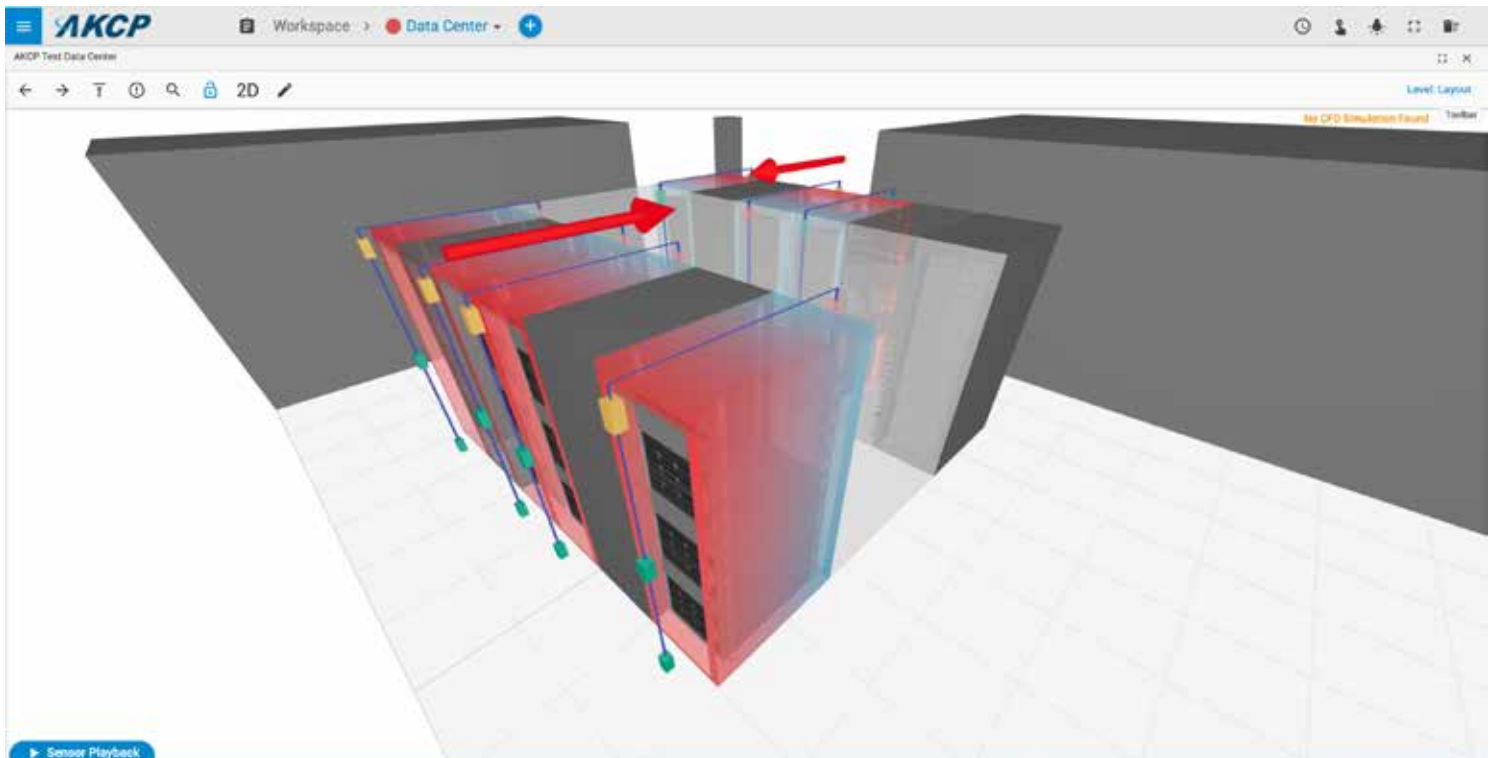 AKCP
Workspace > Data Center
AKCP Test Data Center
2D
Level: Layout
No CFD Simulation Found
Toolbar
Sensor Playback